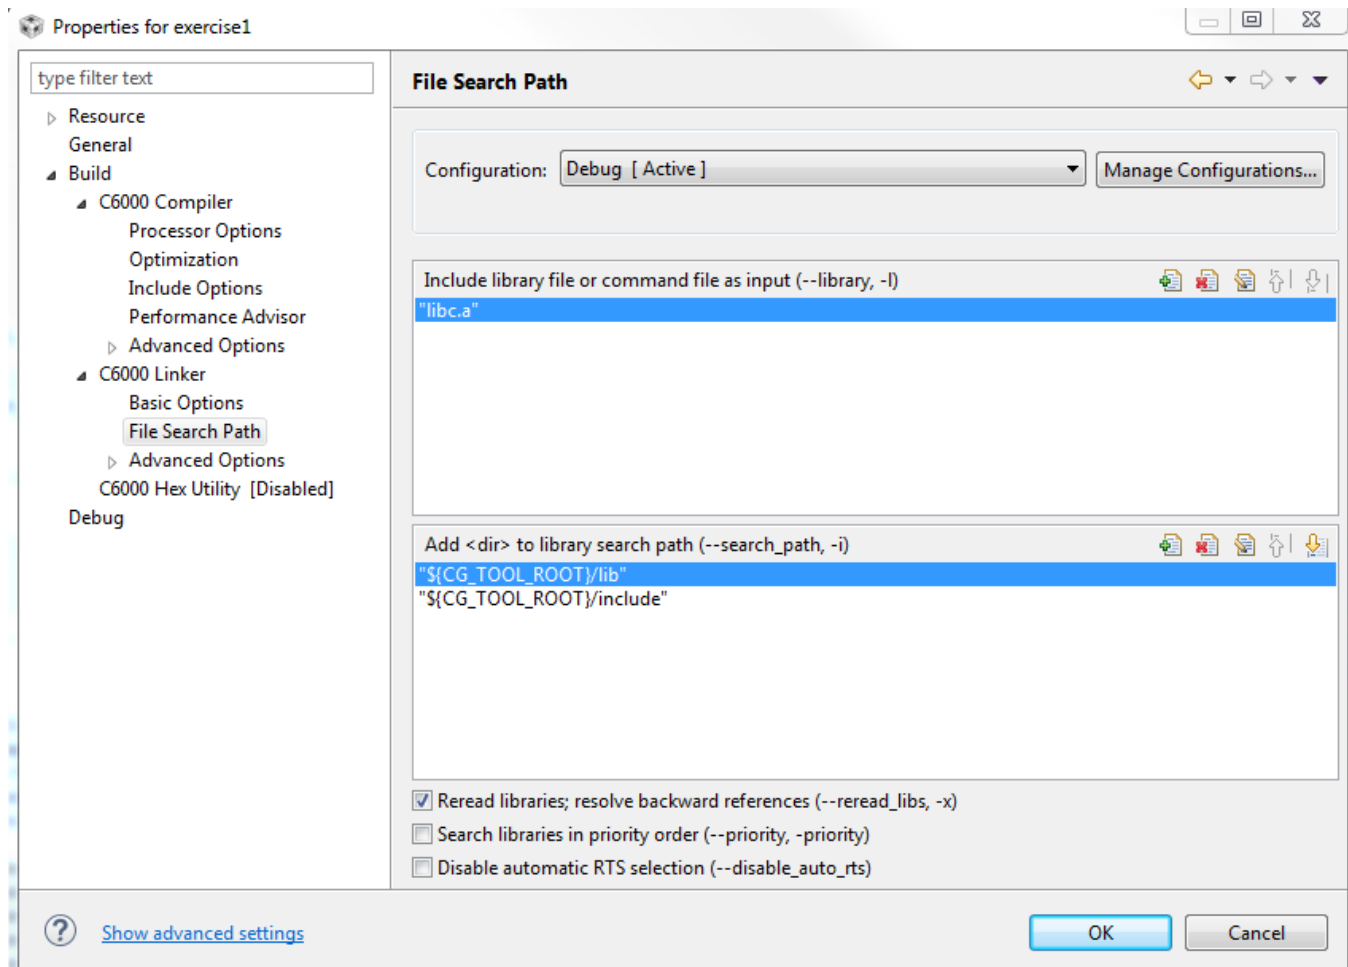 Properties for exercise1
type filter text
Resource
General
Build
C6000 Compiler
Processor Options
Optimization
Include Options
Performance Advisor
Advanced Options
C6000 Linker
Basic Options
File Search Path
Advanced Options
C6000 Hex Utility [Disabled]
Debug
File Search Path
Configuration: Debug [ Active ] Manage Configurations...
Include library file or command file as input (--library, -l)
"libc.a"
Add <dir> to library search path (--search_path, -i)
"${CG_TOOL_ROOT}/lib"
"${CG_TOOL_ROOT}/include"
Reread libraries; resolve backward references (--reread_libs, -x)
Search libraries in priority order (--priority, -priority)
Disable automatic RTS selection (--disable_auto_rts)
? Show advanced settings
OK Cancel